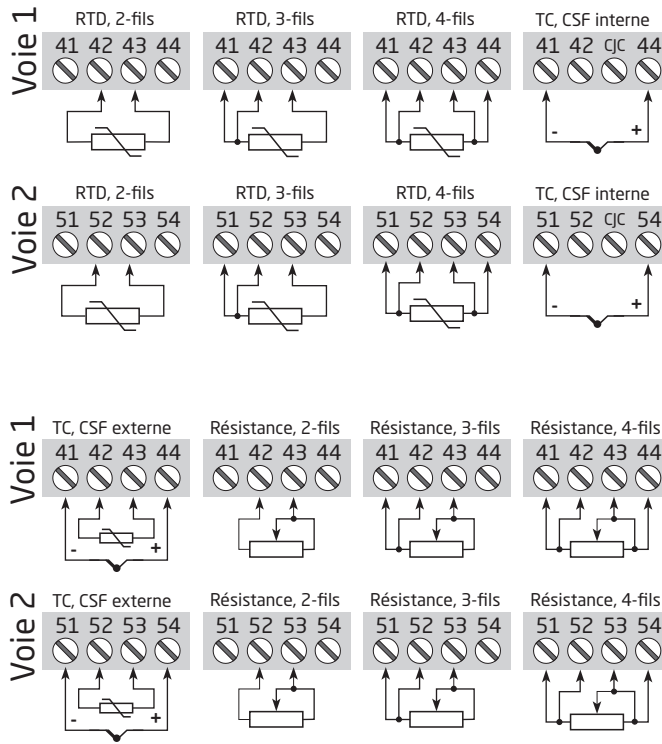 Voie 1
RTD, 2-fils RTD, 3-fils RTD, 4-fils TC, CSF interne
41 42 43 44 41 42 43 44 41 42 43 44 41 42 CJC 44
- +
Voie 2
RTD, 2-fils RTD, 3-fils RTD, 4-fils TC, CSF interne
51 52 53 54 51 52 53 54 51 52 53 54 51 52 CJC 54
- +
Voie 1
TC, CSF externe Résistance, 2-fils Résistance, 3-fils Résistance, 4-fils
41 42 43 44 41 42 43 44 41 42 43 44 41 42 43 44
- +
Voie 2
TC, CSF externe Résistance, 2-fils Résistance, 3-fils Résistance, 4-fils
51 52 53 54 51 52 53 54 51 52 53 54 51 52 53 54
- +